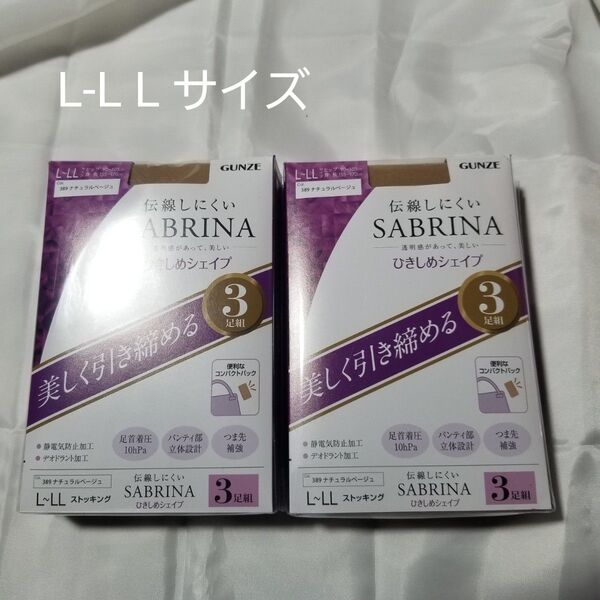 L-L L サイズ
L~LL
GUNZE
389 ナチュラルベージュ
伝線しにくい
SABRINA
透明感があって、美しい
ひきしめシェイプ
3
足組
美しく引き締める
便利な
コンパクトパック
足首着圧
10hPa
パンティ部
立体設計
つま先
補強
静電気防止加工
デオドラント加工
389 ナチュラルベージュ
L~LL ストッキング
伝線しにくい
SABRINA
ひきしめシェイプ
3足組
L~LL
GUNZE
389 ナチュラルベージュ
伝線しにくい
SABRINA
透明感があって、美しい
ひきしめシェイプ
3
足組
美しく引き締める
便利な
コンパクトパック
足首着圧
10hPa
パンティ部
立体設計
つま先
補強
・静電気防止加工
・デオドラント加工
389 ナチュラルベージュ
L~LL ストッキング
伝線しにくい
SABRINA
ひきしめシェイプ
3足組